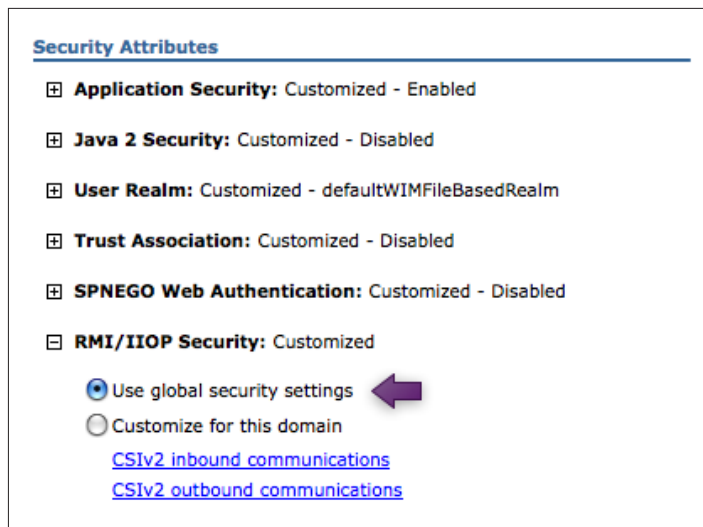 Security Attributes
Application Security: Customized - Enabled
Java 2 Security: Customized - Disabled
User Realm: Customized - defaultWIMFileBasedRealm
Trust Association: Customized - Disabled
SPNEGO Web Authentication: Customized - Disabled
RMI/IIOP Security: Customized
Use global security settings
Customize for this domain
CSIv2 inbound communications
CSIv2 outbound communications